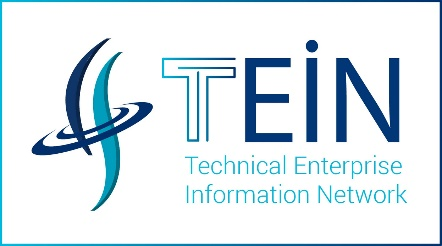 TEİN
Technical Enterprise
Information Network